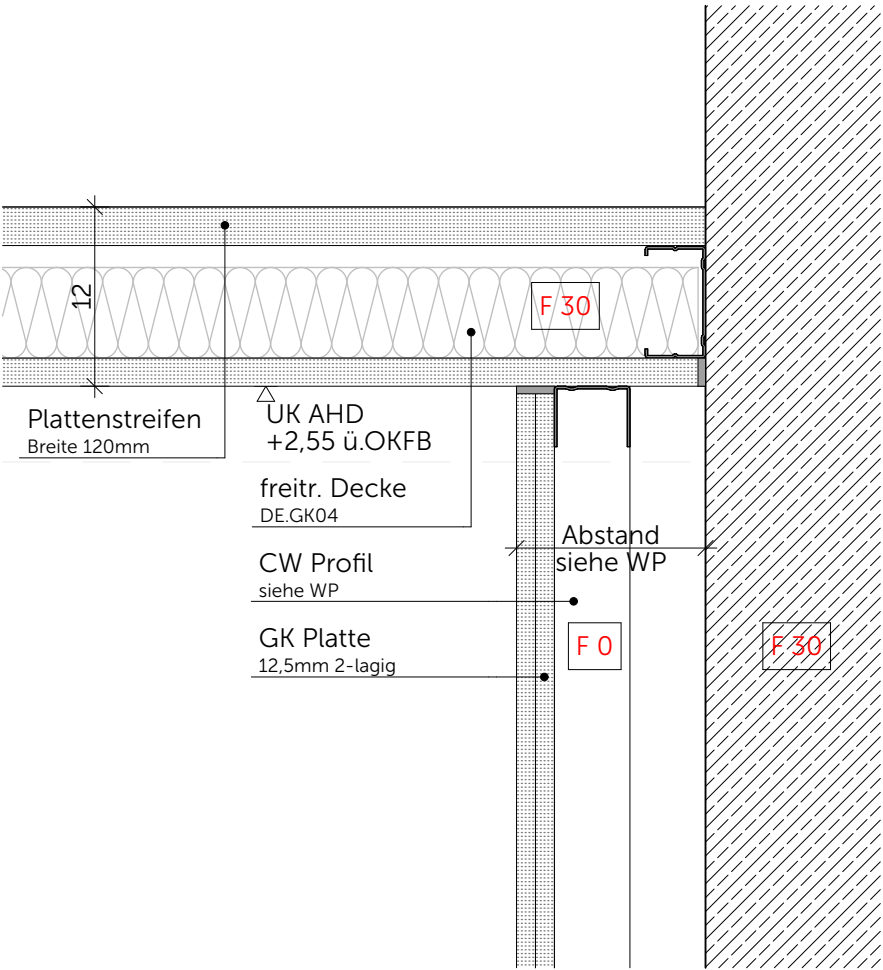 12
F 30
Plattenstreifen
Breite 120mm
UK AHD
+2,55 ü.OKFB
freitr. Decke
DE.GK04
Abstand
siehe WP
CW Profil
siehe WP
GK Platte
12,5mm 2-lagig
F 0
F 30